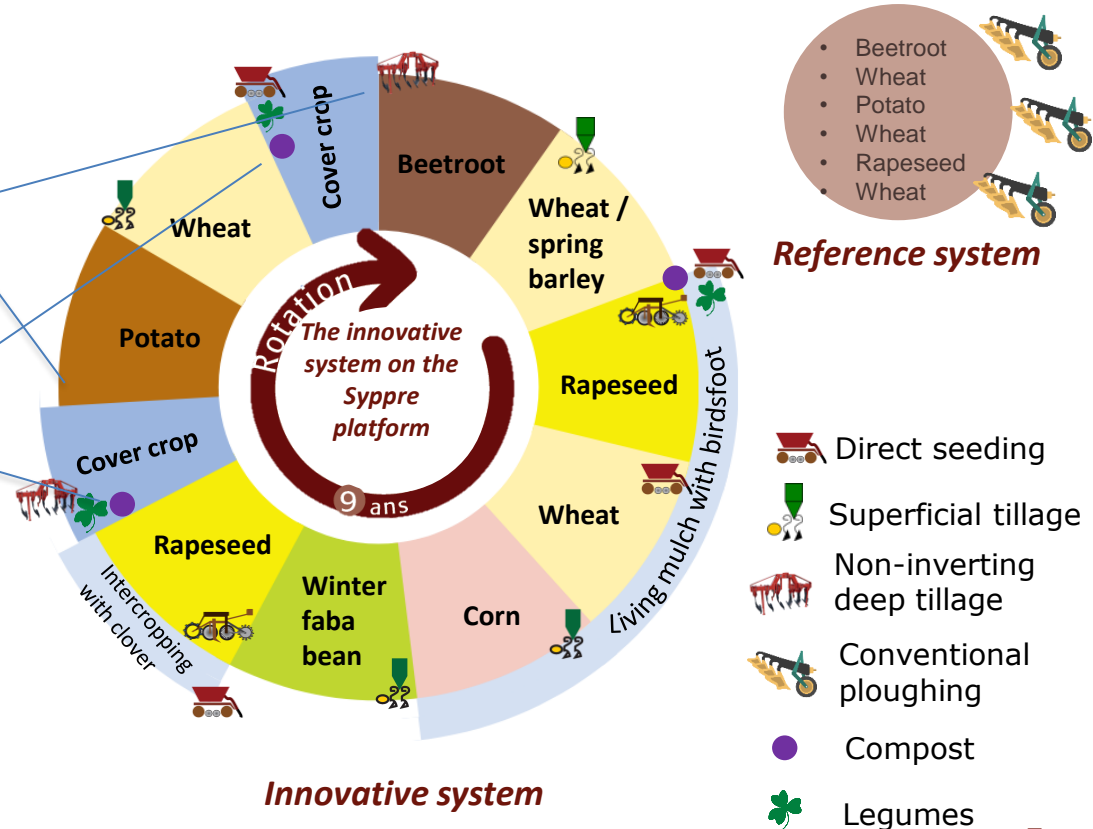 • Beetroot
• Wheat
• Potato
• Wheat
• Rapeseed
• Wheat
Reference system
Cover crop
Beetroot
Wheat /
spring
barley
Rapeseed
Living mulch with birdsfoot
Wheat
Corn
Winter
faba
bean
Rapeseed
Intercropping
with clover
Cover crop
Potato
Wheat
Rotation
The innovative
system on the
Syppre
platform
9 ans
Innovative system
Direct seeding
Superficial tillage
Non-inverting
deep tillage
Conventional
ploughing
Compost
Legumes